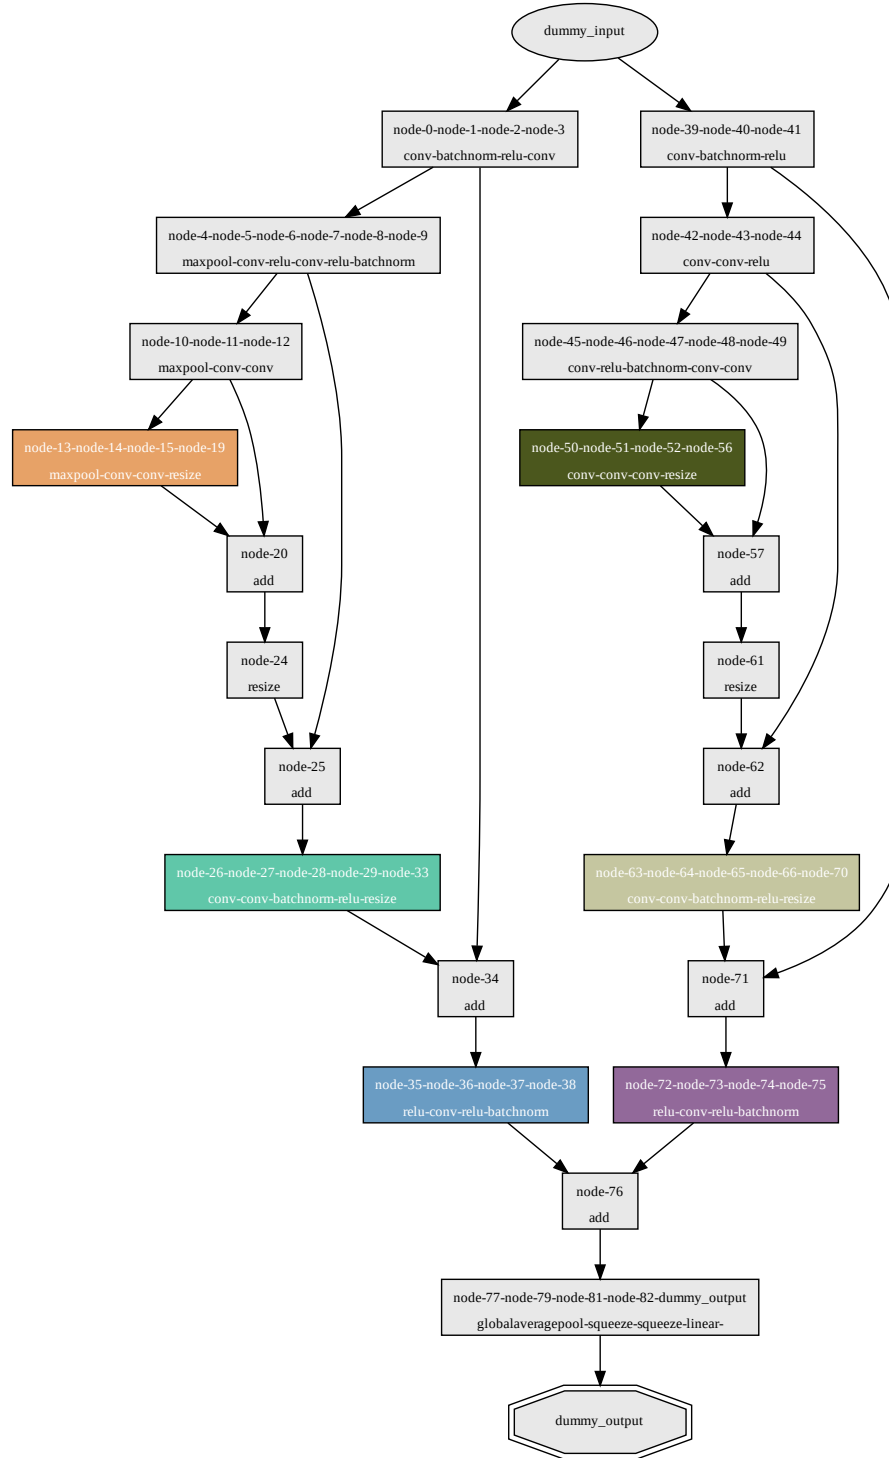 dummy_input
node-0-node-1-node-2-node-3
conv-batchnorm-relu-conv
node-39-node-40-node-41
conv-batchnorm-relu
node-4-node-5-node-6-node-7-node-8-node-9
maxpool-conv-relu-conv-relu-batchnorm
node-42-node-43-node-44
conv-conv-relu
node-10-node-11-node-12
maxpool-conv-conv
node-45-node-46-node-47-node-48-node-49
conv-relu-batchnorm-conv-conv
node-13-node-14-node-15-node-19
maxpool-conv-conv-resize
node-50-node-51-node-52-node-56
conv-conv-conv-resize
node-20
add
node-57
add
node-24
resize
node-61
resize
node-25
add
node-62
add
node-26-node-27-node-28-node-29-node-33
conv-conv-batchnorm-relu-resize
node-63-node-64-node-65-node-66-node-70
conv-conv-batchnorm-relu-resize
node-34
add
node-71
add
node-35-node-36-node-37-node-38
relu-conv-relu-batchnorm
node-72-node-73-node-74-node-75
relu-conv-relu-batchnorm
node-76
add
node-77-node-79-node-81-node-82-dummy_output
globalaveragepool-squeeze-squeeze-linear-
dummy_output